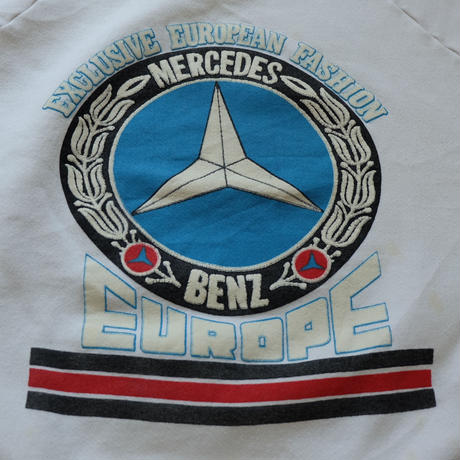 EXCLUSIVE EUROPEAN FASHION
MERCEDES
BENZ
EUROPE